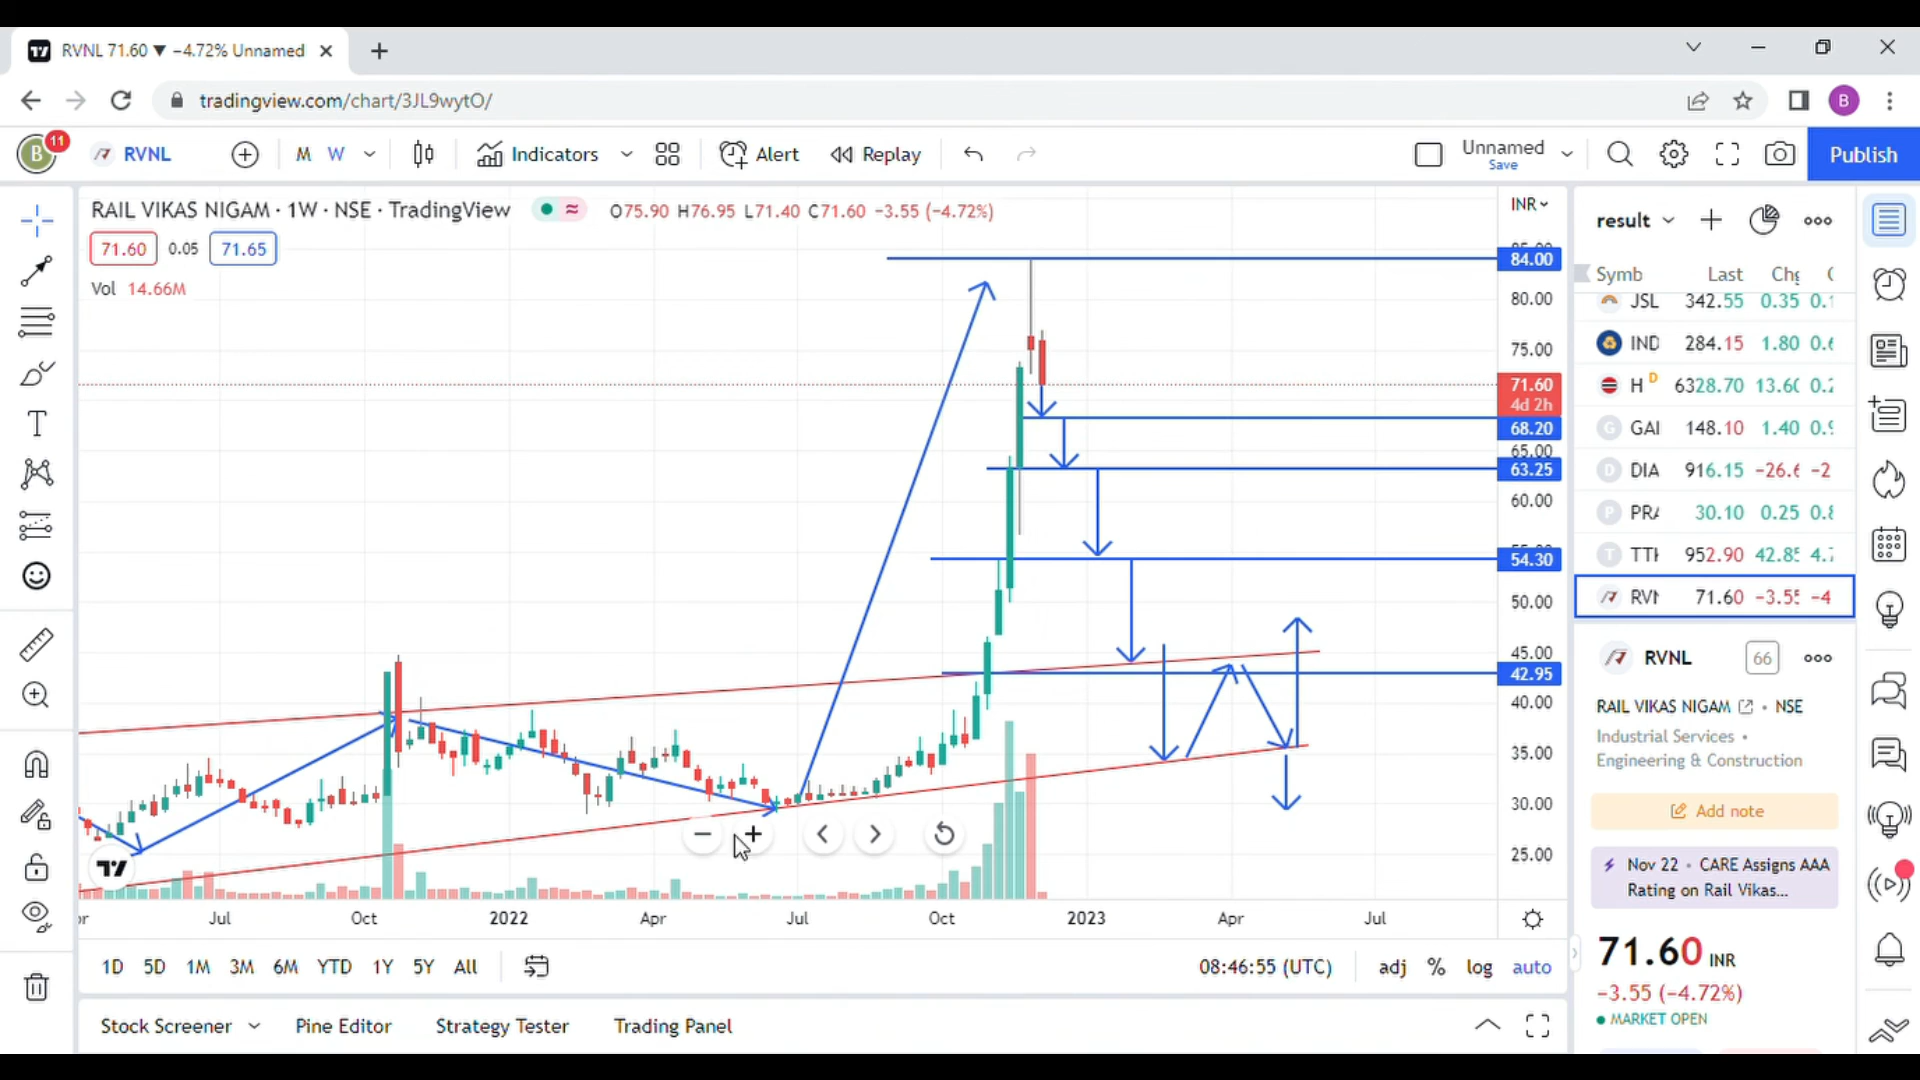 RVNL 71.60 ▼ −4.72% Unnamed
tradingview.com/chart/3JL9wytO/
B
B
11
RVNL
M
W
Indicators
Alert
Replay
Unnamed
Save
Publish
RAIL VIKAS NIGAM · 1W · NSE · TradingView
O75.90 H76.95 L71.40 C71.60 −3.55 (−4.72%)
71.60
0.05
71.65
Vol 14.66M
INR
84.00
80.00
75.00
71.60
4d 2h
68.20
65.00
63.25
60.00
54.30
50.00
45.00
42.95
40.00
35.00
30.00
25.00
Jul
Oct
2022
Apr
Jul
Oct
2023
Apr
Jul
1D 5D 1M 3M 6M YTD 1Y 5Y All
08:46:55 (UTC)
adj % log auto
Stock Screener
Pine Editor
Strategy Tester
Trading Panel
result
Symb Last Chg
JSL 342.55 0.35
IND 284.15 1.80
H D 6328.70
G GAI 148.10 1.40
D DIA 916.15 −2
P 30.10 0.25
T 952.90
71.60 −4
RVNL
66
RAIL VIKAS NIGAM · NSE
Industrial Services •
Engineering & Construction
Add note
Nov 22 • CARE Assigns AAA
Rating on Rail Vikas...
71.60 INR
−3.55 (−4.72%)
MARKET OPEN